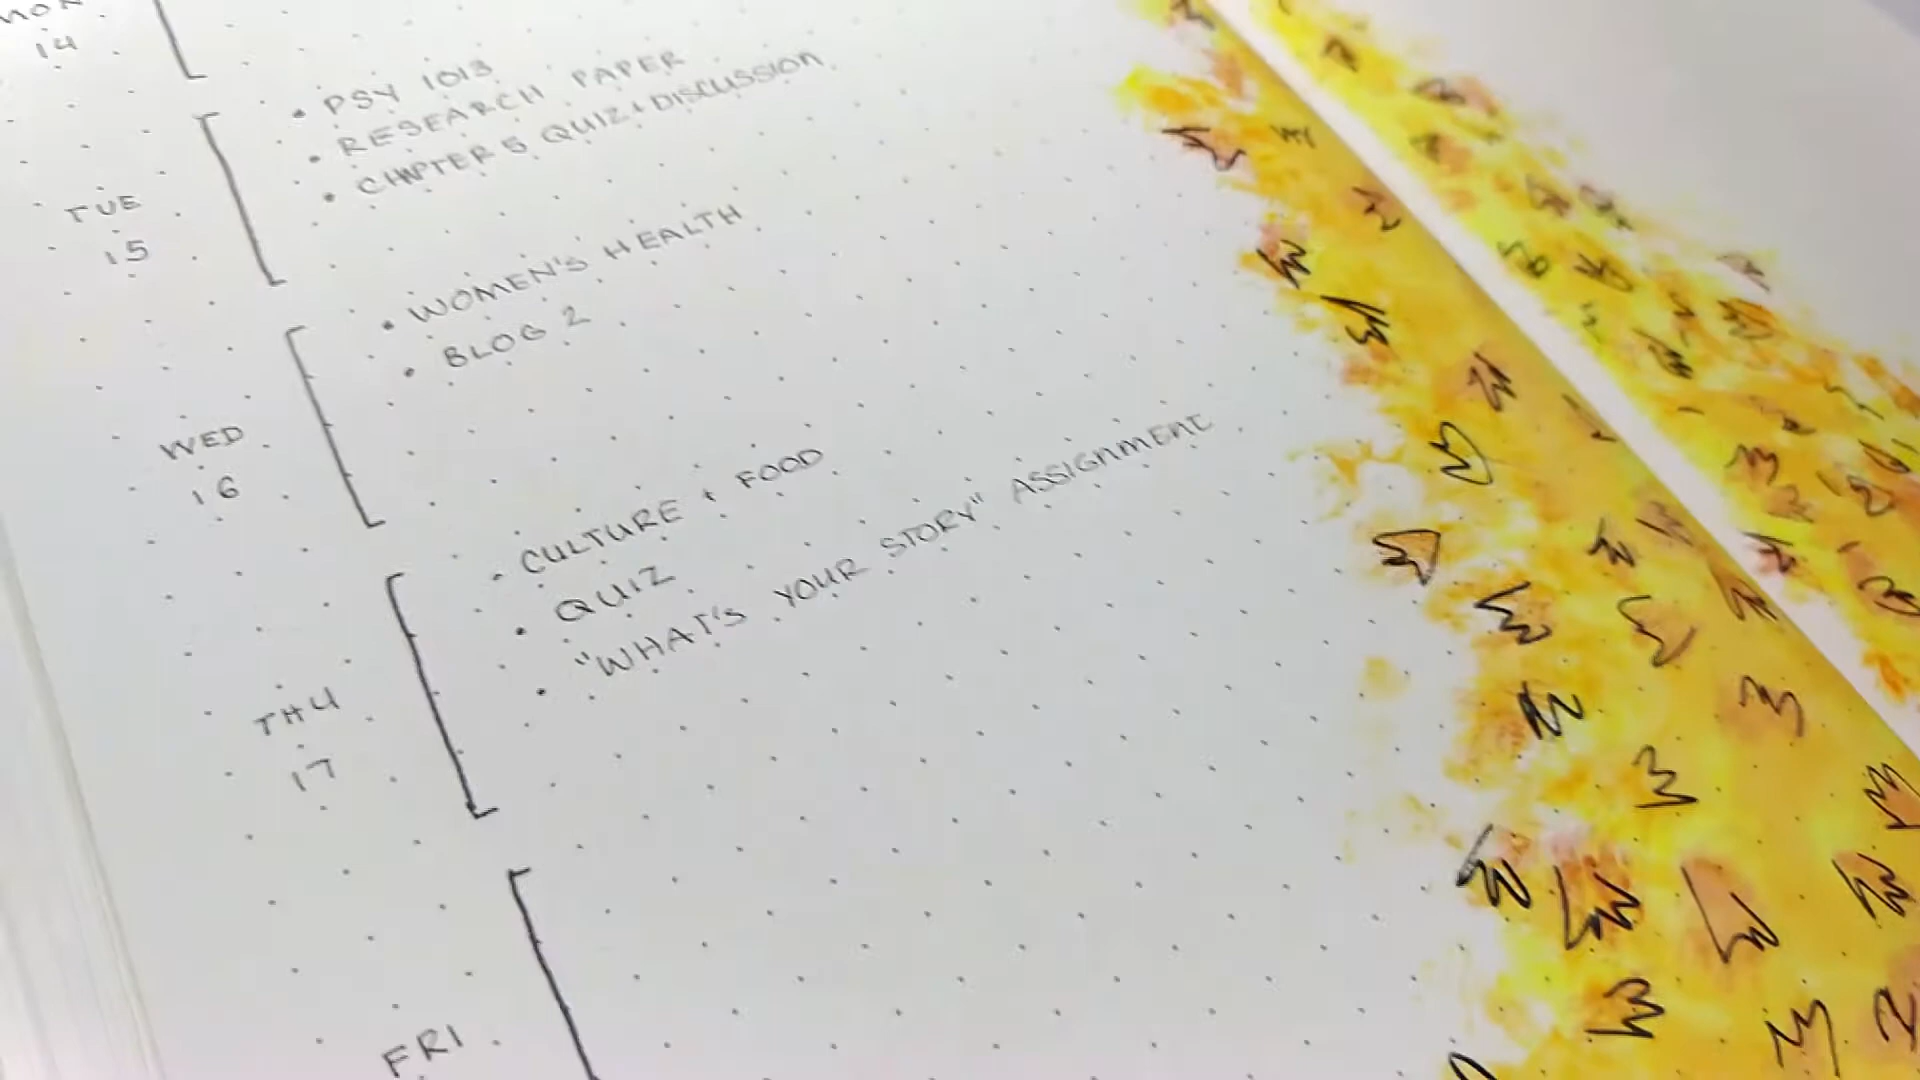 MON
14
TUE
15
• PSY 1013
• RESEARCH PAPER
• CHAPTER 5 QUIZ + DISCUSSION
WED
16
• WOMEN'S HEALTH
• BLOG 2
THU
17
• CULTURE + FOOD
• QUIZ
• "WHAT'S YOUR STORY" ASSIGNMENT
FRI